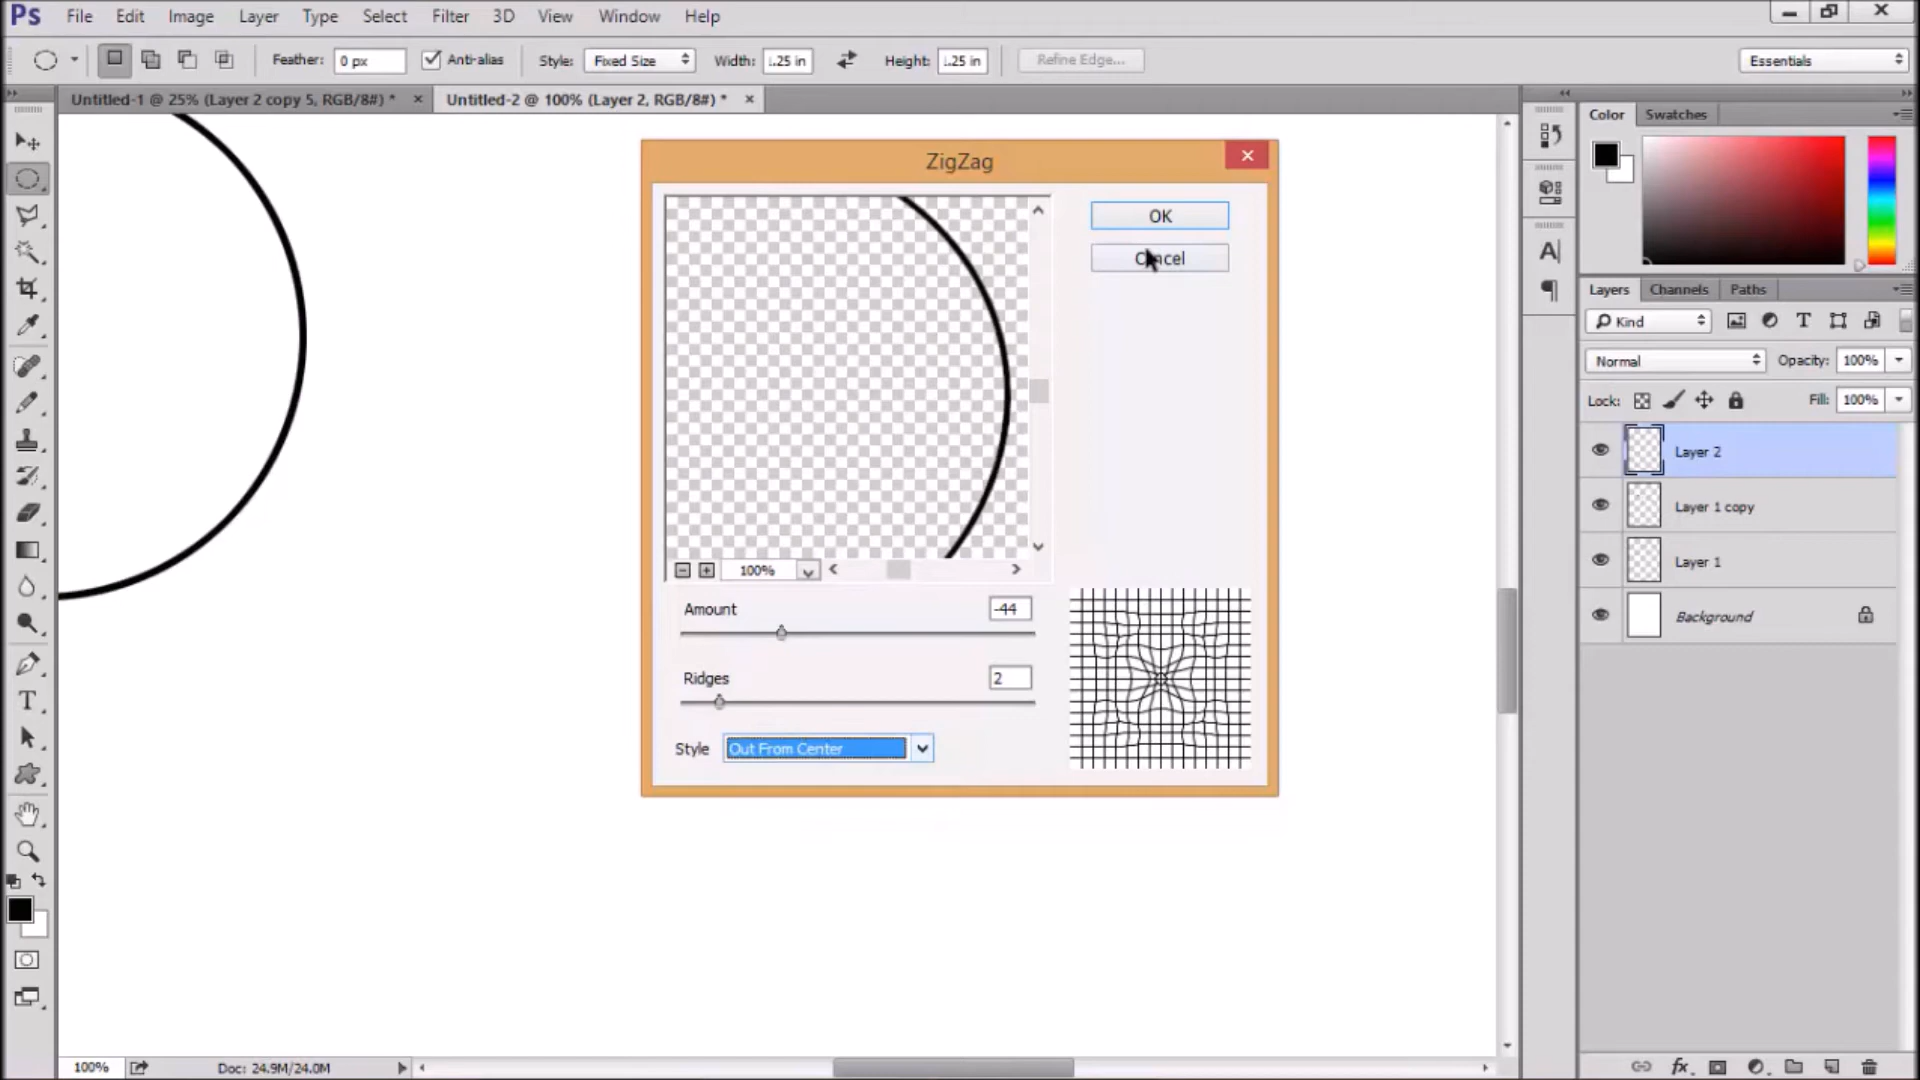 Ps File Edit Image Layer Type Select Filter 3D View Window Help
Feather: 0 px Anti-alias Style: Fixed Size Width: .25 in Height: .25 in Refine Edge... Essentials
Untitled-1 @ 25% (Layer 2 copy 5, RGB/8#) * × Untitled-2 @ 100% (Layer 2, RGB/8#) * ×
Color Swatches
ZigZag
OK
Cancel
100%
Amount -44
Ridges 2
Style Out From Center
Layers Channels Paths
Kind
Normal Opacity: 100%
Lock: Fill: 100%
Layer 2
Layer 1 copy
Layer 1
Background
100% Doc: 24.9M/24.0M